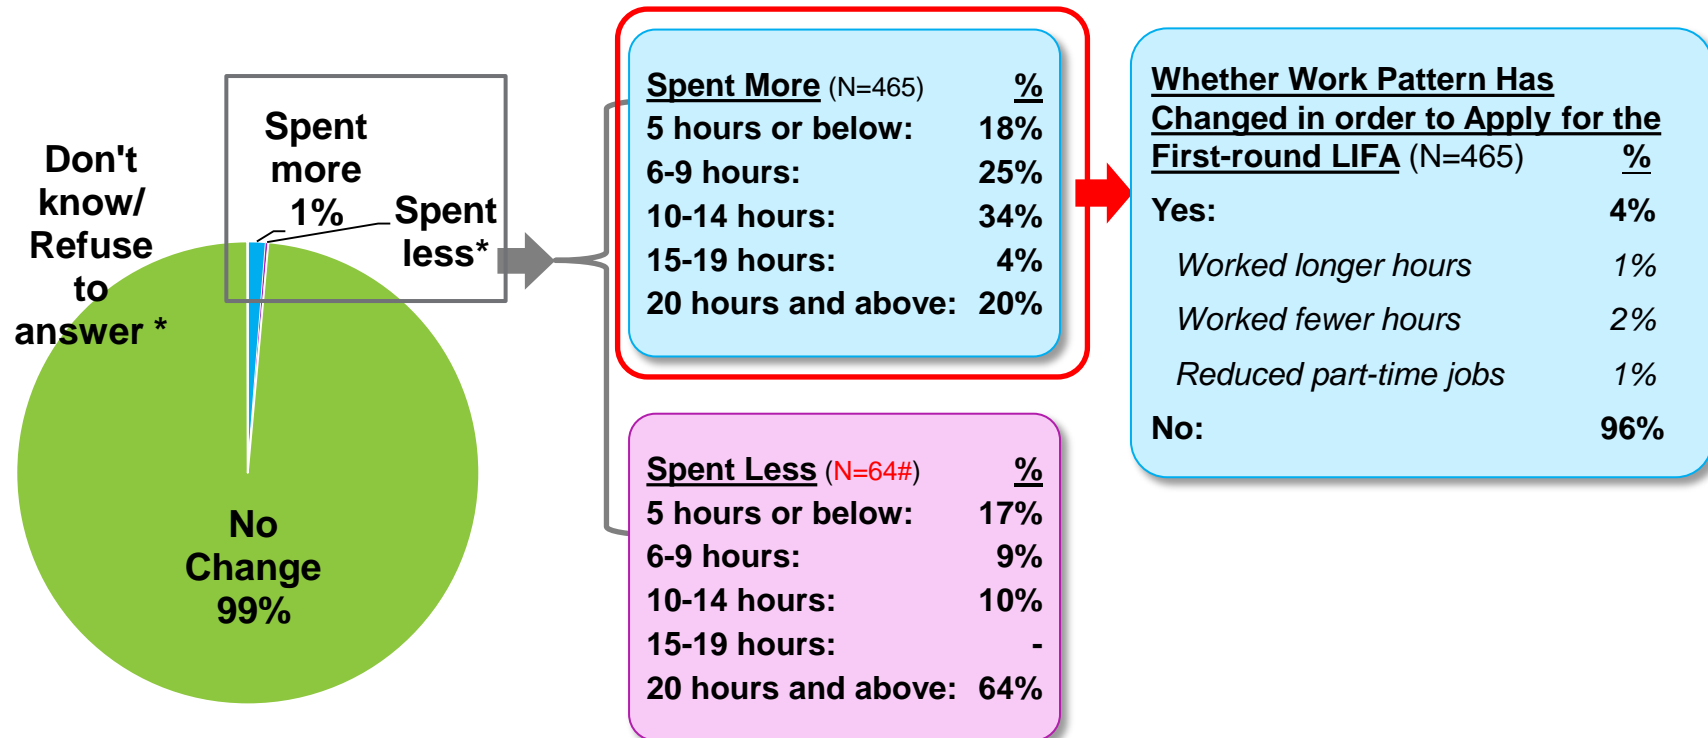 Don't
know/
Refuse
to
answer *
Spent
more
1%
Spent
less*
No
Change
99%
Spent More (N=465) %
5 hours or below: 18%
6-9 hours: 25%
10-14 hours: 34%
15-19 hours: 4%
20 hours and above: 20%
Spent Less (N=64#) %
5 hours or below: 17%
6-9 hours: 9%
10-14 hours: 10%
15-19 hours: -
20 hours and above: 64%
Whether Work Pattern Has
Changed in order to Apply for the
First-round LIFA (N=465) %
Yes: 4%
Worked longer hours 1%
Worked fewer hours 2%
Reduced part-time jobs 1%
No: 96%